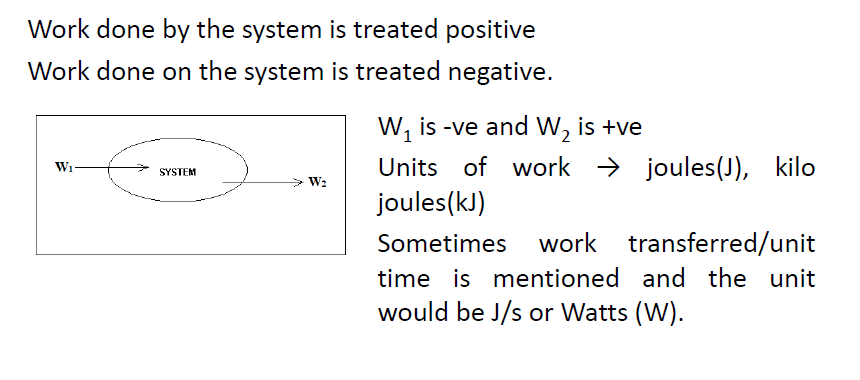 Work done by the system is treated positive
Work done on the system is treated negative.
W₁
SYSTEM
W₂
W₁ is -ve and W₂ is +ve
Units of work → joules(J), kilo
joules(kJ)
Sometimes work transferred/unit
time is mentioned and the unit
would be J/s or Watts (W).